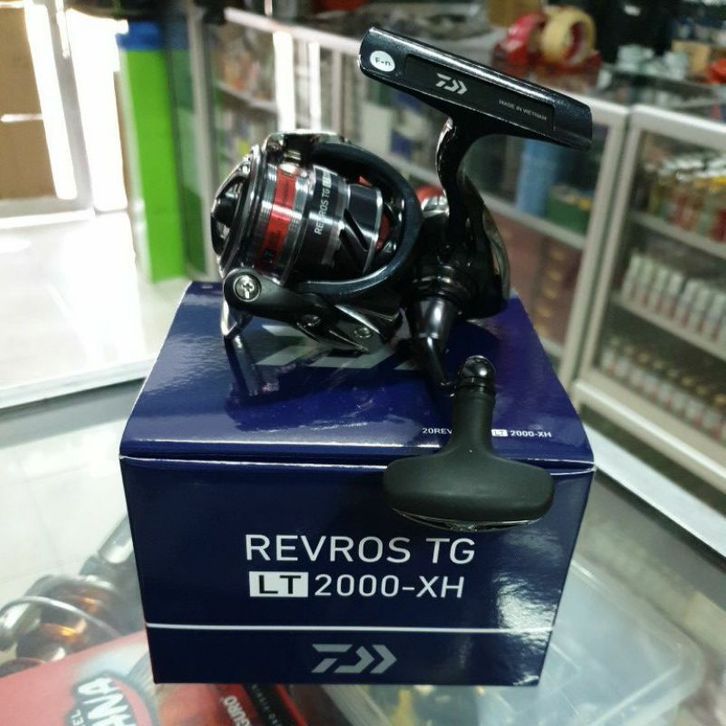 F-n
MADE IN VIETNAM
REVROS TG
20REV
LT 2000-XH
REVROS TG
LT 2000-XH